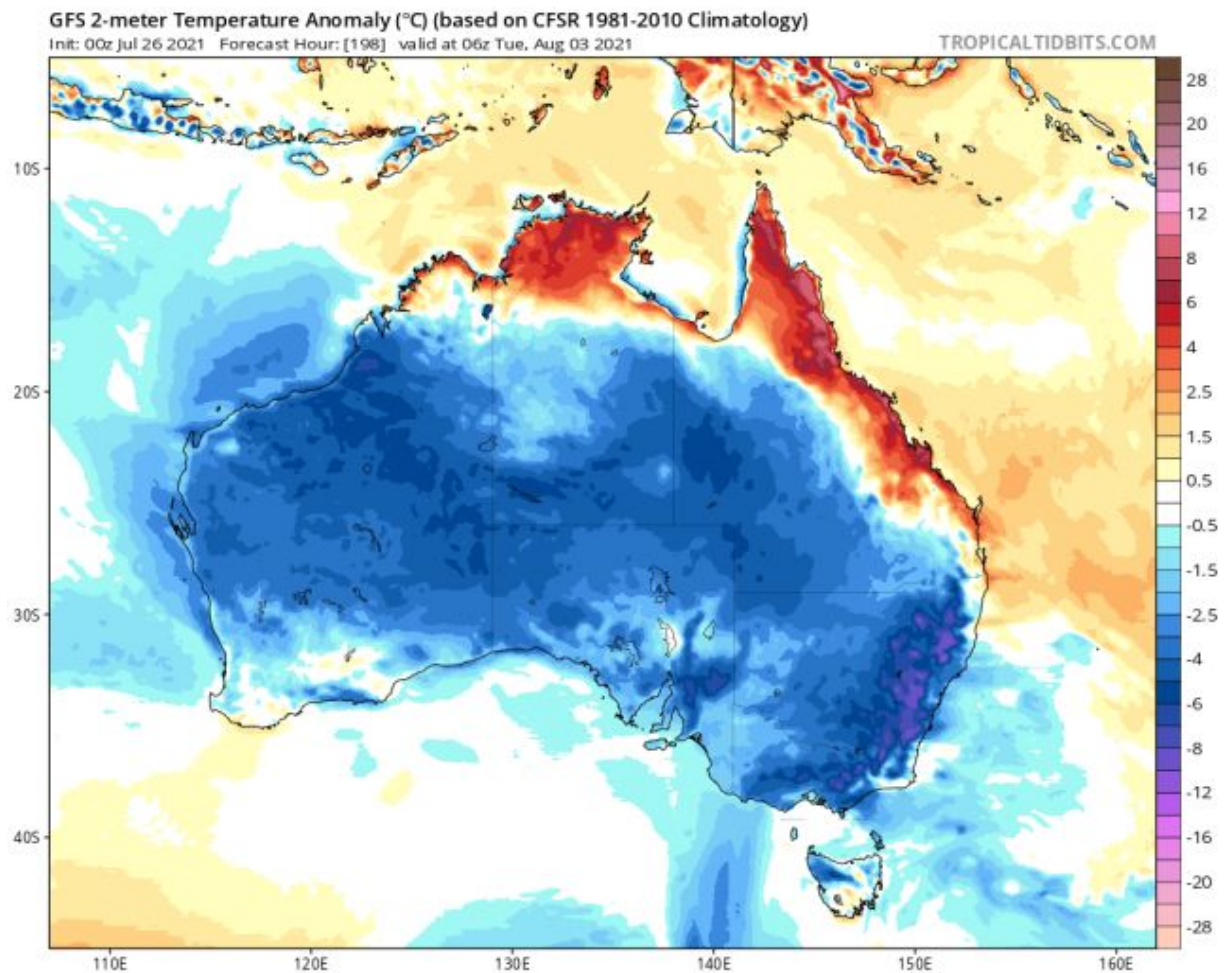 GFS 2-meter Temperature Anomaly (°C) (based on CFSR 1981-2010 Climatology)
Init: 00z Jul 26 2021 Forecast Hour: [198] valid at 06z Tue, Aug 03 2021
TROPICALTIDBITS.COM
10S
20S
30S
40S
110E
120E
130E
140E
150E
160E
28
20
16
12
8
6
4
2.5
1.5
0.5
-0.5
-1.5
-2.5
-4
-6
-8
-12
-16
-20
-28